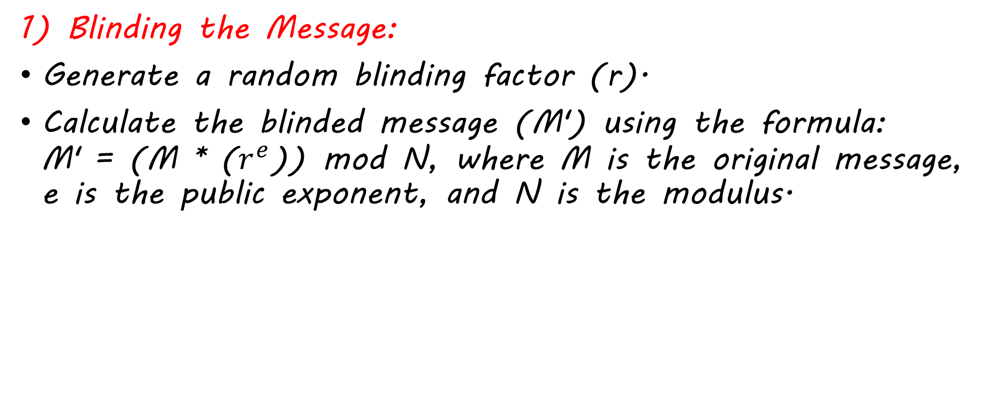 1) Blinding the Message:
• Generate a random blinding factor (r).
• Calculate the blinded message (M') using the formula:
M' = (M * (r^e)) mod N, where M is the original message,
e is the public exponent, and N is the modulus.